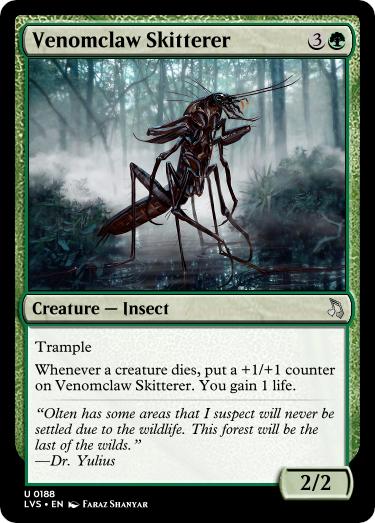 Venomclaw Skitterer 3
Creature — Insect
Trample
Whenever a creature dies, put a +1/+1 counter
on Venomclaw Skitterer. You gain 1 life.
“Olten has some areas that I suspect will never be
settled due to the wildlife. This forest will be the
last of the wilds.”
—Dr. Yulius
2/2
U 0188
LVS • EN Faraz Shanyar